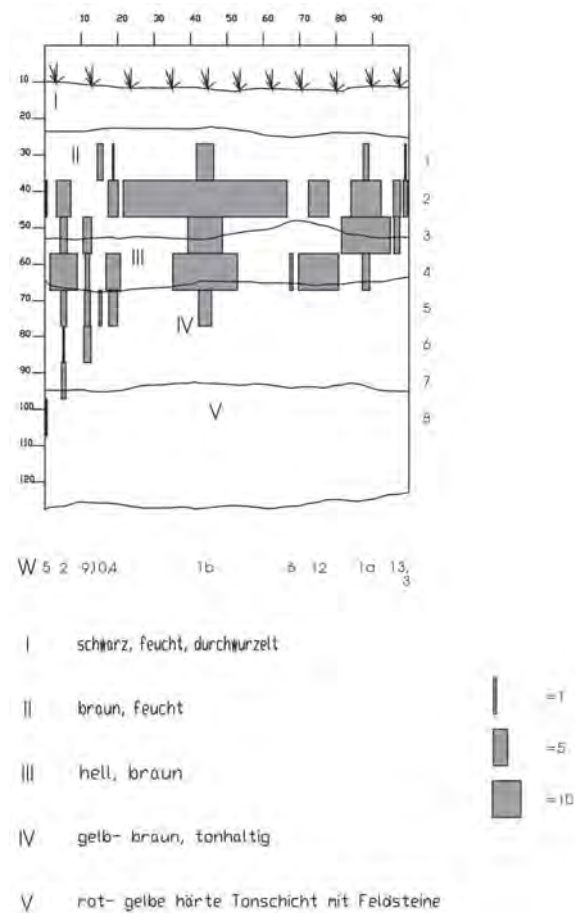 10 20 30 40 50 60 70 80 90
10
I
20
30 II 1
40 2
50 3
60 III 4
70 IV 5
80 6
90 7
100 V 8
110
120
W 5 2 9,10,4 1b 8 12 1a 13,
3
I schwarz, feucht, durchwurzelt
II braun, feucht
III hell, braun
IV gelb- braun, tonhaltig
V rot- gelbe härte Tonschicht mit Feldsteine
=1
=5
=10